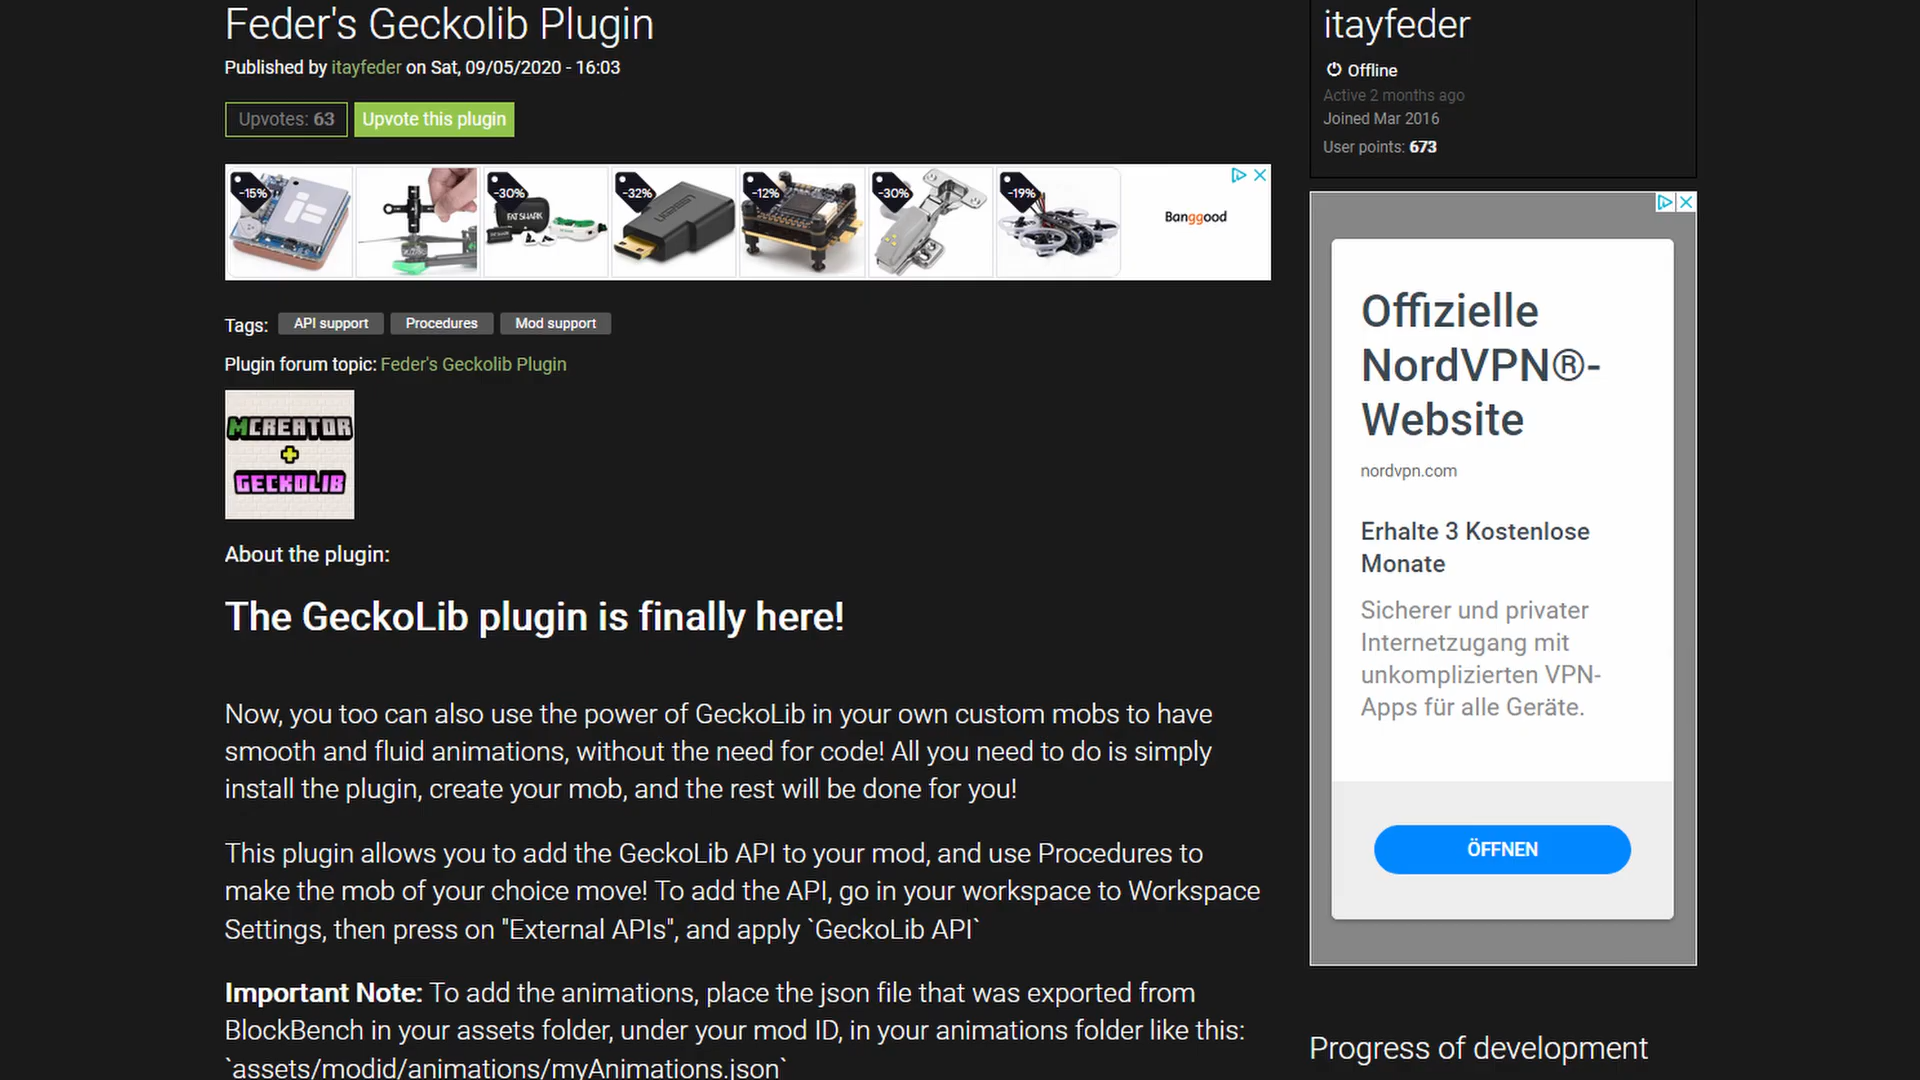 Feder's Geckolib Plugin
Published by itayfeder on Sat, 09/05/2020 - 16:03
Upvotes: 63
Upvote this plugin
-15%
-30%
FAT SHARK
-32%
UGREEN
-12%
-30%
-19%
Banggood
Tags: API support Procedures Mod support
Plugin forum topic: Feder's Geckolib Plugin
MCREATOR
+
GECKOLIB
About the plugin:
The GeckoLib plugin is finally here!
Now, you too can also use the power of GeckoLib in your own custom mobs to have
smooth and fluid animations, without the need for code! All you need to do is simply
install the plugin, create your mob, and the rest will be done for you!
This plugin allows you to add the GeckoLib API to your mod, and use Procedures to
make the mob of your choice move! To add the API, go in your workspace to Workspace
Settings, then press on "External APIs", and apply `GeckoLib API`
Important Note: To add the animations, place the json file that was exported from
BlockBench in your assets folder, under your mod ID, in your animations folder like this:
`assets/modid/animations/myAnimations.json`
itayfeder
Offline
Active 2 months ago
Joined Mar 2016
User points: 673
Offizielle
NordVPN®-
Website
nordvpn.com
Erhalte 3 Kostenlose
Monate
Sicherer und privater
Internetzugang mit
unkomplizierten VPN-
Apps für alle Geräte.
ÖFFNEN
Progress of development